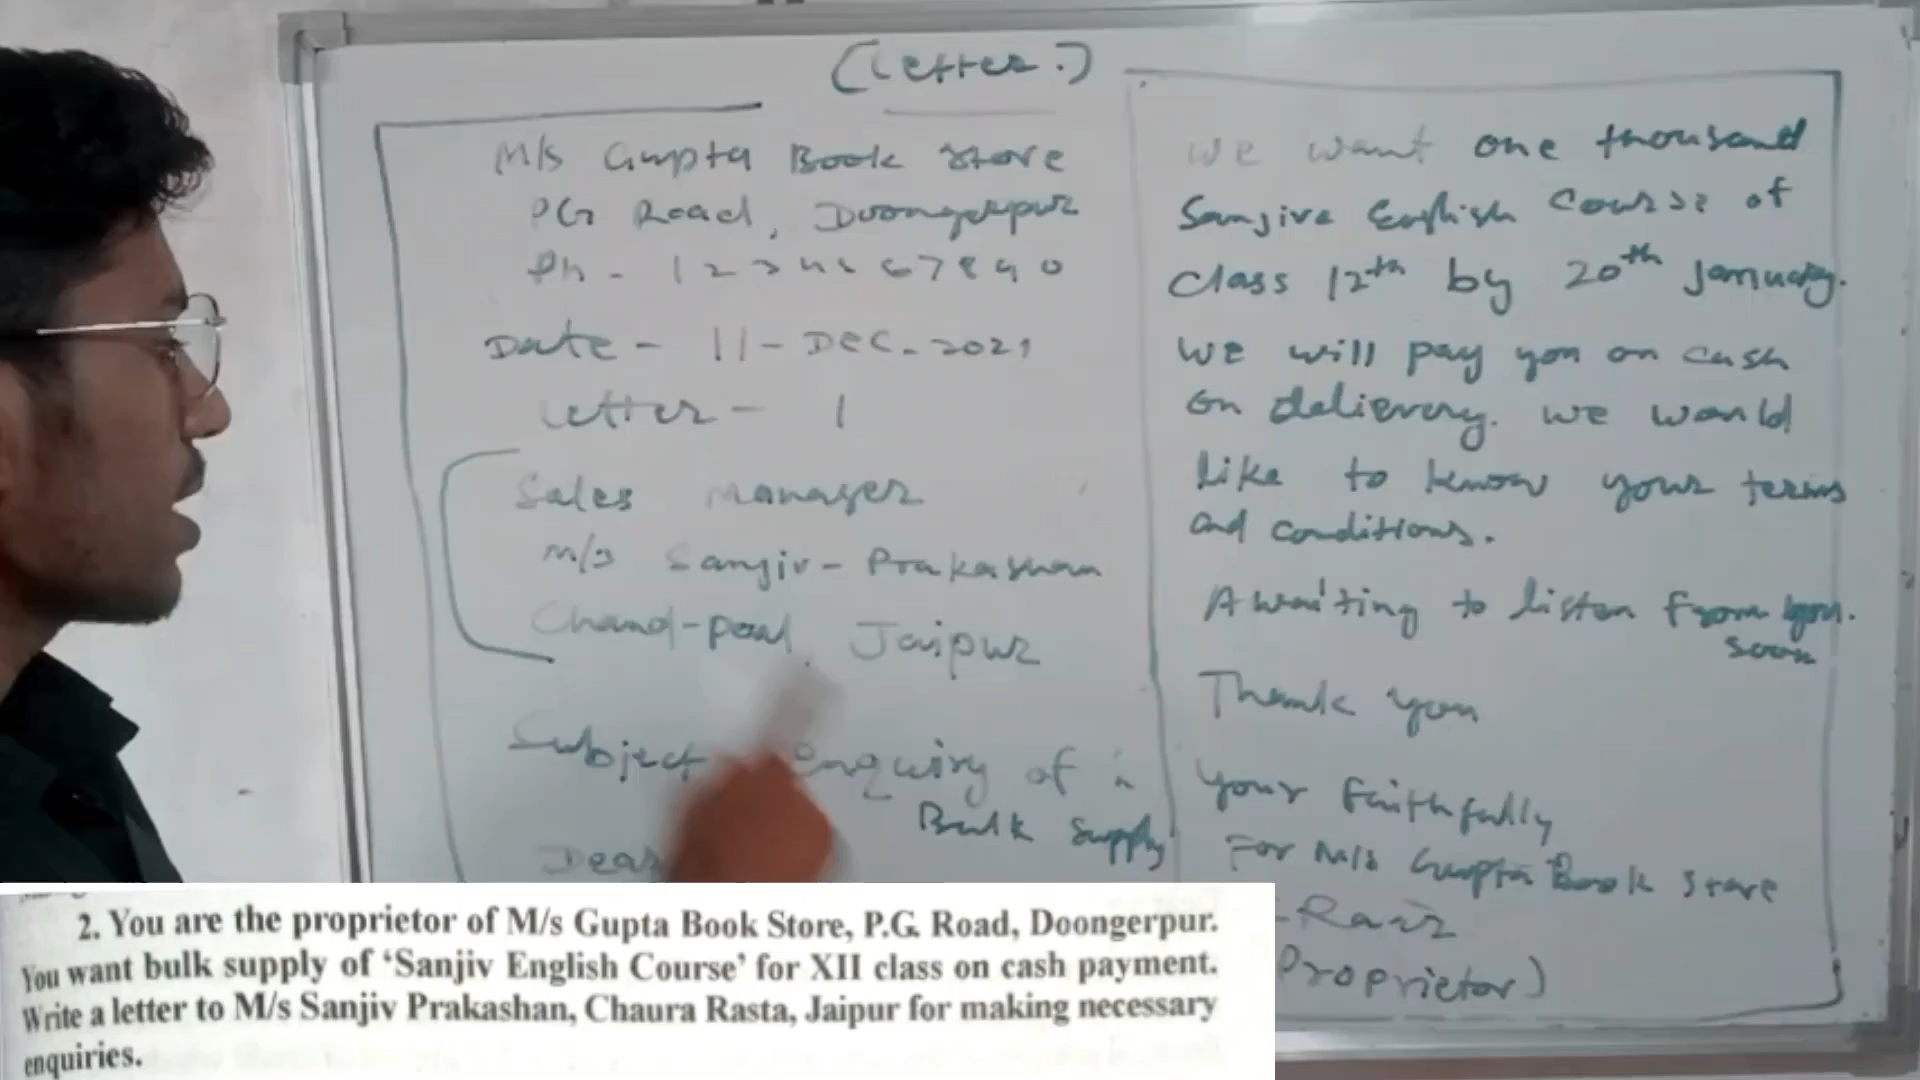 (Letter.)
M/s Gupta Book Store
PG Road, Doongerpur
Ph - 1234567890
Date - 11-Dec.2021
Letter - 1
Sales Manager
M/s Sanjiv-Prakashan
Chand-poal, Jaipur
Subject enquiry of
Bulk Supply
Dear
We want one thousand
Sanjive English Course of
Class 12th by 20th January.
We will pay you on cash
on delievery. We would
like to know your terms
and conditions.
Awaiting to listen from you.
soon
Thank you
Your Faithfully
For M/s Gupta Book Store
Proprietor)
2. You are the proprietor of M/s Gupta Book Store, P.G. Road, Doongerpur.
You want bulk supply of ‘Sanjiv English Course’ for XII class on cash payment.
Write a letter to M/s Sanjiv Prakashan, Chaura Rasta, Jaipur for making necessary
enquiries.